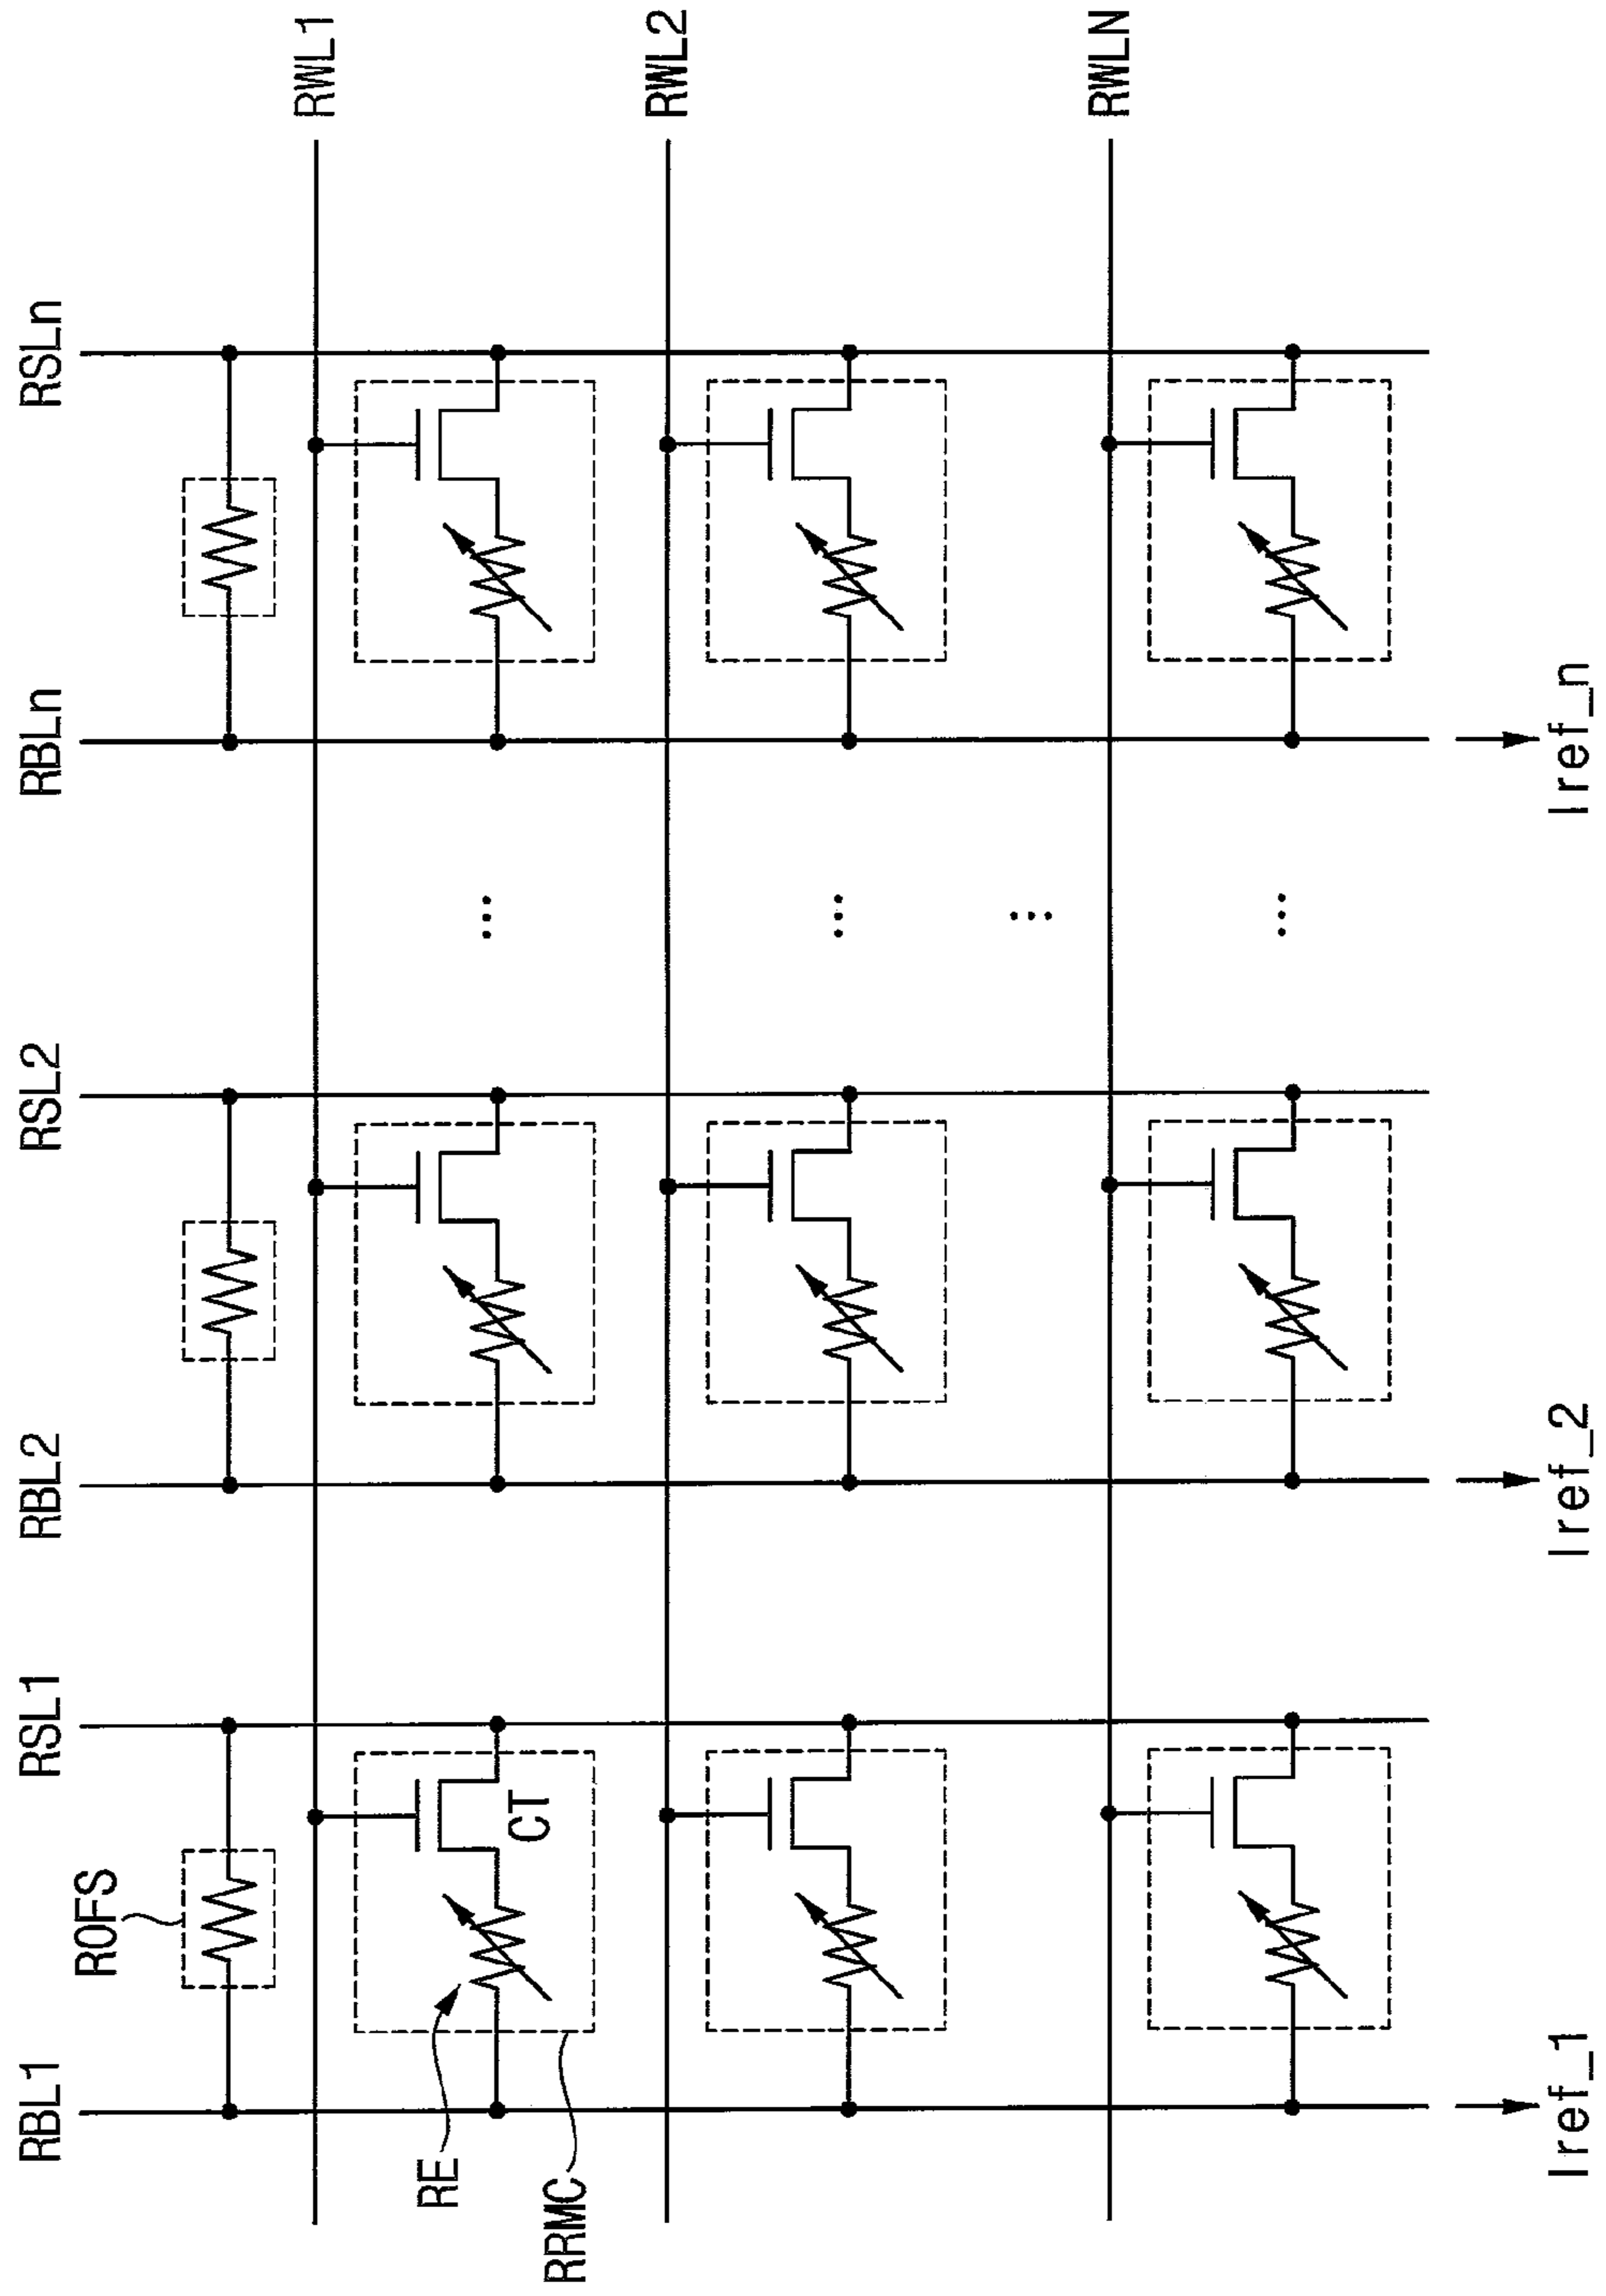 RBL1
RSL1
RBL2
RSL2
RBLn
RSLn
ROFS
RWL1
RE
CT
RRMC
RWL2
RWLN
Iref_1
Iref_2
Iref_n